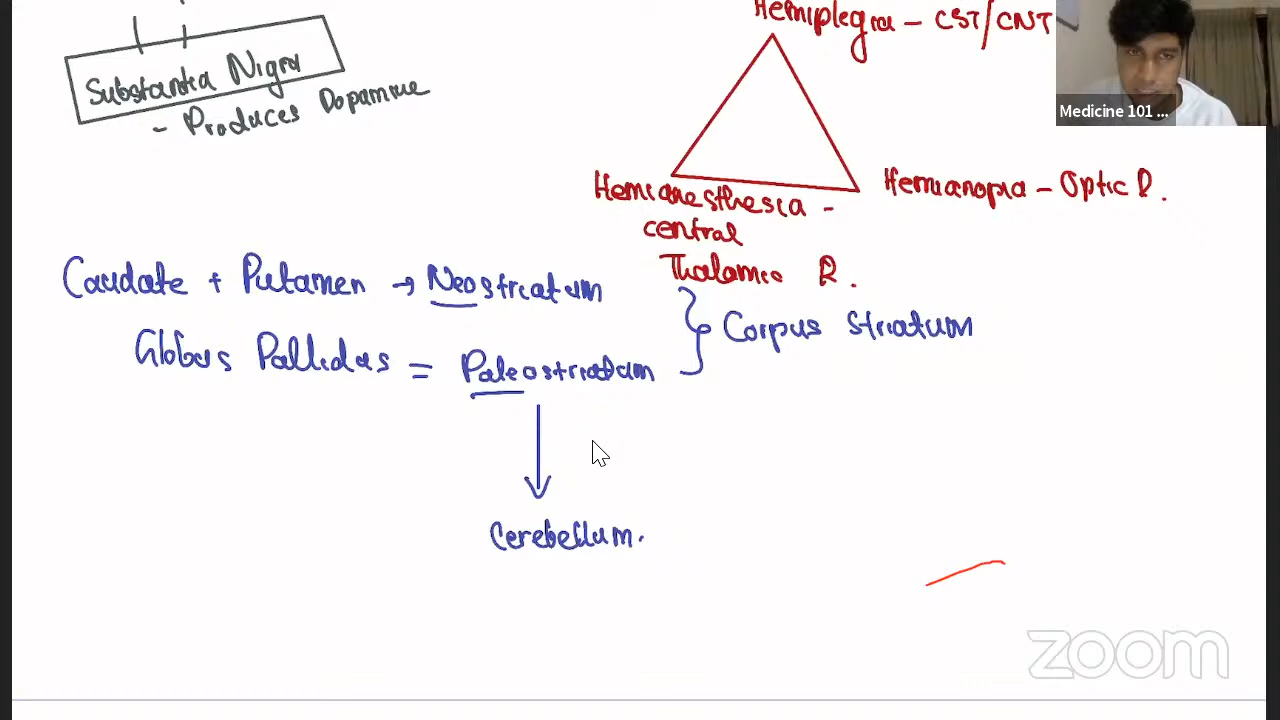 Hemiplegia - CST/CNT
Substantia Nigra
- Produces Dopamine
Medicine 101 ...
Hemianesthesia -
central
Thalamic R.
Hemianopia - Optic R.
Caudate + Putamen → Neostriatum
Globus Pallidus = Paleostriatum
Corpus Striatum
Cerebellum.
zoom